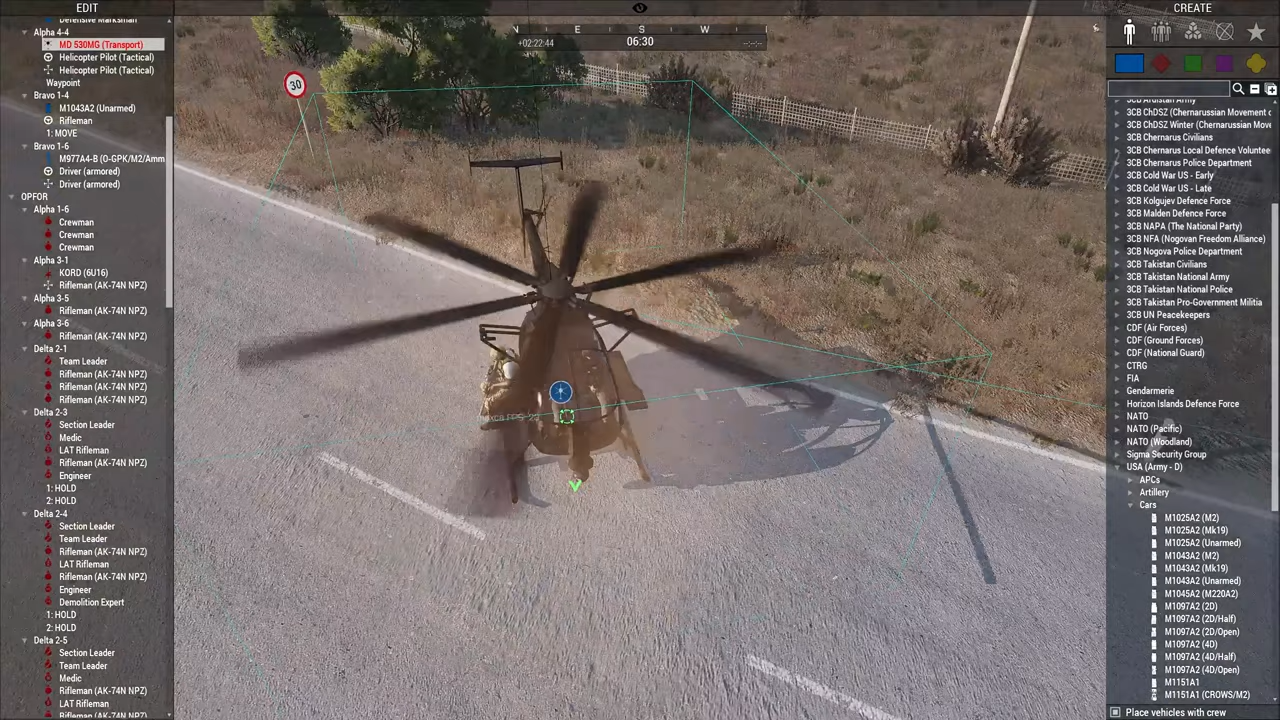 EDIT
CREATE
Defensive Marksman
Alpha 4-4
MD 530MG (Transport)
Helicopter Pilot (Tactical)
Helicopter Pilot (Tactical)
Waypoint
Bravo 1-4
M1043A2 (Unarmed)
Rifleman
1: MOVE
Bravo 1-6
M977A4-B (O-GPK/M2/Amm
Driver (armored)
Driver (armored)
OPFOR
Alpha 1-6
Crewman
Crewman
Crewman
Alpha 3-1
KORD (6U16)
Rifleman (AK-74N NPZ)
Alpha 3-5
Rifleman (AK-74N NPZ)
Alpha 3-6
Rifleman (AK-74N NPZ)
Delta 2-1
Team Leader
Rifleman (AK-74N NPZ)
Rifleman (AK-74N NPZ)
Rifleman (AK-74N NPZ)
Delta 2-3
Section Leader
Medic
LAT Rifleman
Rifleman (AK-74N NPZ)
Engineer
1: HOLD
2: HOLD
Delta 2-4
Section Leader
Team Leader
Rifleman (AK-74N NPZ)
LAT Rifleman
Rifleman (AK-74N NPZ)
Engineer
Demolition Expert
1: HOLD
2: HOLD
Delta 2-5
Section Leader
Team Leader
Medic
Rifleman (AK-74N NPZ)
LAT Rifleman
Rifleman (AK-74N NPZ)
N E S W
+02:22:44 06:30 --:--:--
30
3CB Ardistan Army
3CB ChDSZ (Chernarussian Movement o
3CB ChDSZ Winter (Chernarussian Move
3CB Chernarus Civilians
3CB Chernarus Local Defence Voluntee
3CB Chernarus Police Department
3CB Cold War US - Early
3CB Cold War US - Late
3CB Kolgujev Defence Force
3CB Malden Defence Force
3CB NAPA (The National Party)
3CB NFA (Nogovan Freedom Alliance)
3CB Nogova Police Department
3CB Takistan Civilians
3CB Takistan National Army
3CB Takistan National Police
3CB Takistan Pro-Government Militia
3CB UN Peacekeepers
CDF (Air Forces)
CDF (Ground Forces)
CDF (National Guard)
CTRG
FIA
Gendarmerie
Horizon Islands Defence Force
NATO
NATO (Pacific)
NATO (Woodland)
Sigma Security Group
USA (Army - D)
APCs
Artillery
Cars
M1025A2 (M2)
M1025A2 (Mk19)
M1025A2 (Unarmed)
M1043A2 (M2)
M1043A2 (Mk19)
M1043A2 (Unarmed)
M1045A2 (M220A2)
M1097A2 (2D)
M1097A2 (2D/Half)
M1097A2 (2D/Open)
M1097A2 (4D)
M1097A2 (4D/Half)
M1097A2 (4D/Open)
M1151A1
M1151A1 (CROWS/M2)
Place vehicles with crew